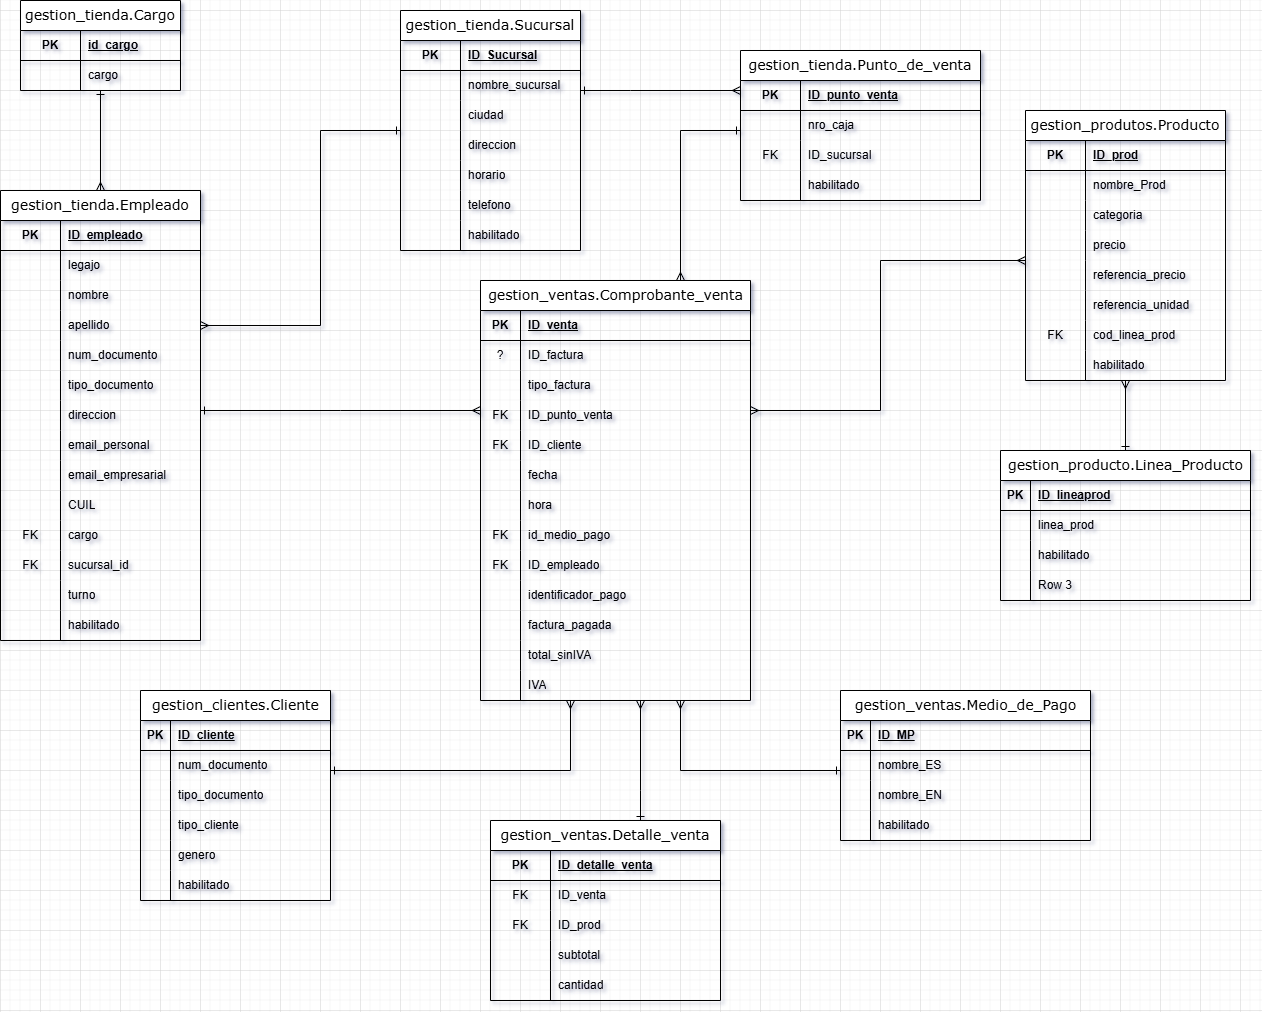 gestion_tienda.Cargo
PK id_cargo
cargo
gestion_tienda.Sucursal
PK ID_Sucursal
nombre_sucursal
ciudad
direccion
horario
telefono
habilitado
gestion_tienda.Punto_de_venta
PK ID_punto_venta
nro_caja
FK ID_sucursal
habilitado
gestion_produtos.Producto
PK ID_prod
nombre_Prod
categoria
precio
referencia_precio
referencia_unidad
FK cod_linea_prod
habilitado
gestion_tienda.Empleado
PK ID_empleado
legajo
nombre
apellido
num_documento
tipo_documento
direccion
email_personal
email_empresarial
CUIL
FK cargo
FK sucursal_id
turno
habilitado
gestion_ventas.Comprobante_venta
PK ID_venta
? ID_factura
tipo_factura
FK ID_punto_venta
FK ID_cliente
fecha
hora
FK id_medio_pago
FK ID_empleado
identificador_pago
factura_pagada
total_sinIVA
IVA
gestion_producto.Linea_Producto
PK ID_lineaprod
linea_prod
habilitado
Row 3
gestion_clientes.Cliente
PK ID_cliente
num_documento
tipo_documento
tipo_cliente
genero
habilitado
gestion_ventas.Medio_de_Pago
PK ID_MP
nombre_ES
nombre_EN
habilitado
gestion_ventas.Detalle_venta
PK ID_detalle_venta
FK ID_venta
FK ID_prod
subtotal
cantidad